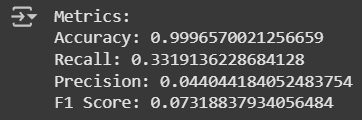 Metrics:
Accuracy: 0.9996570021256659
Recall: 0.3319136228684128
Precision: 0.044044184052483754
F1 Score: 0.07318837934056484